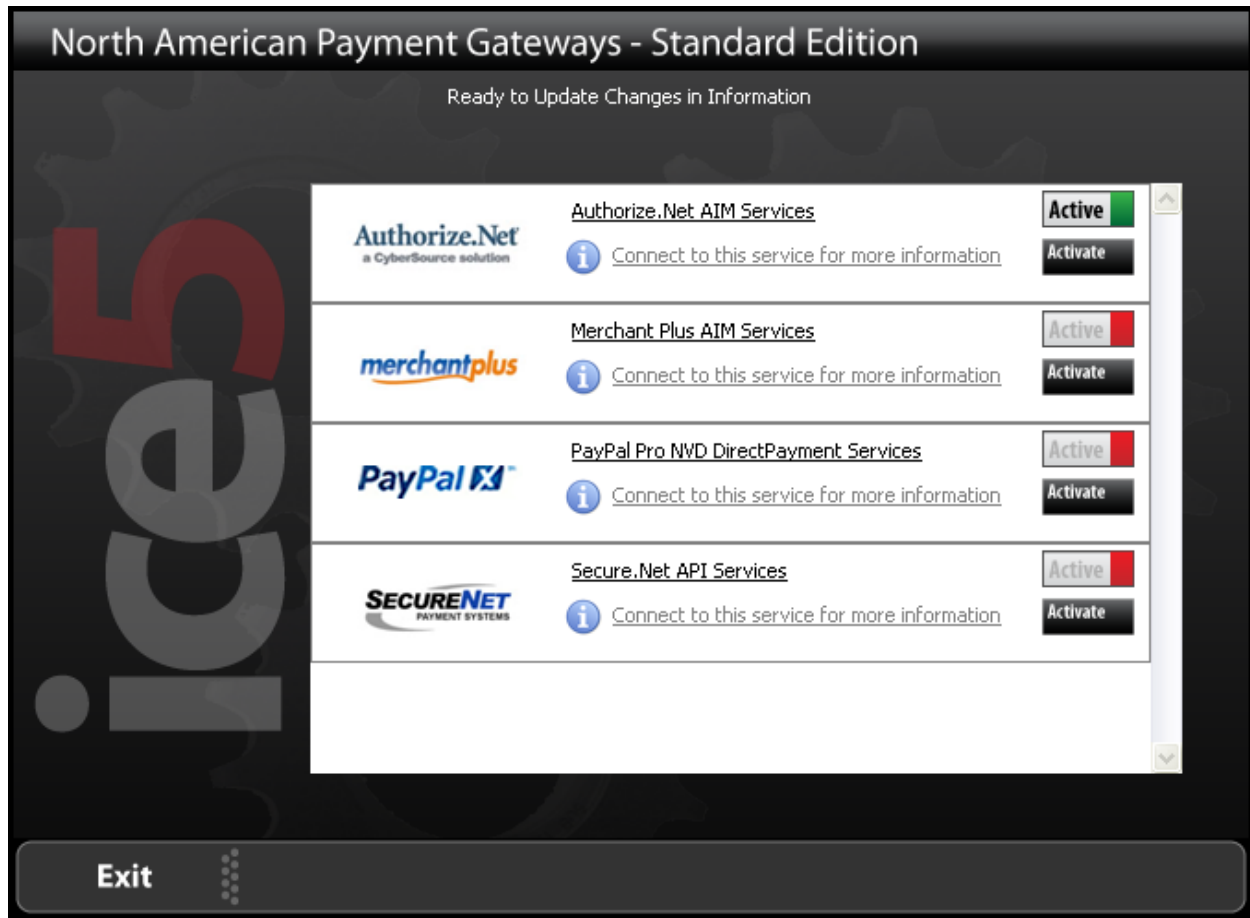 North American Payment Gateways - Standard Edition
Ready to Update Changes in Information
ice5
Authorize.Net
a CyberSource solution
Authorize.Net AIM Services
Connect to this service for more information
Active
Activate
merchantplus
Merchant Plus AIM Services
Connect to this service for more information
Active
Activate
PayPal X™
PayPal Pro NVD DirectPayment Services
Connect to this service for more information
Active
Activate
SECURENET
PAYMENT SYSTEMS
Secure.Net API Services
Connect to this service for more information
Active
Activate
Exit